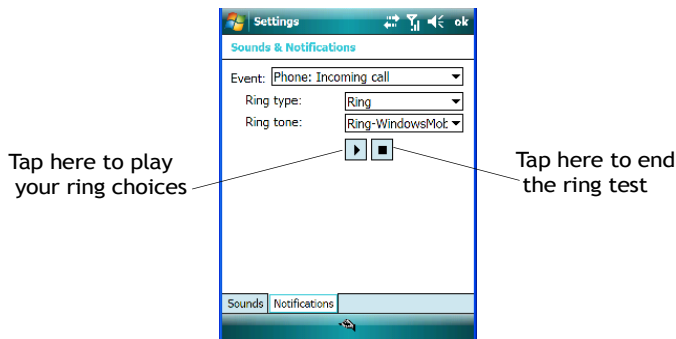 Settings ok
Sounds & Notifications
Event: Phone: Incoming call
Ring type: Ring
Ring tone: Ring-WindowsMob
Tap here to play
your ring choices
Tap here to end
the ring test
Sounds Notifications